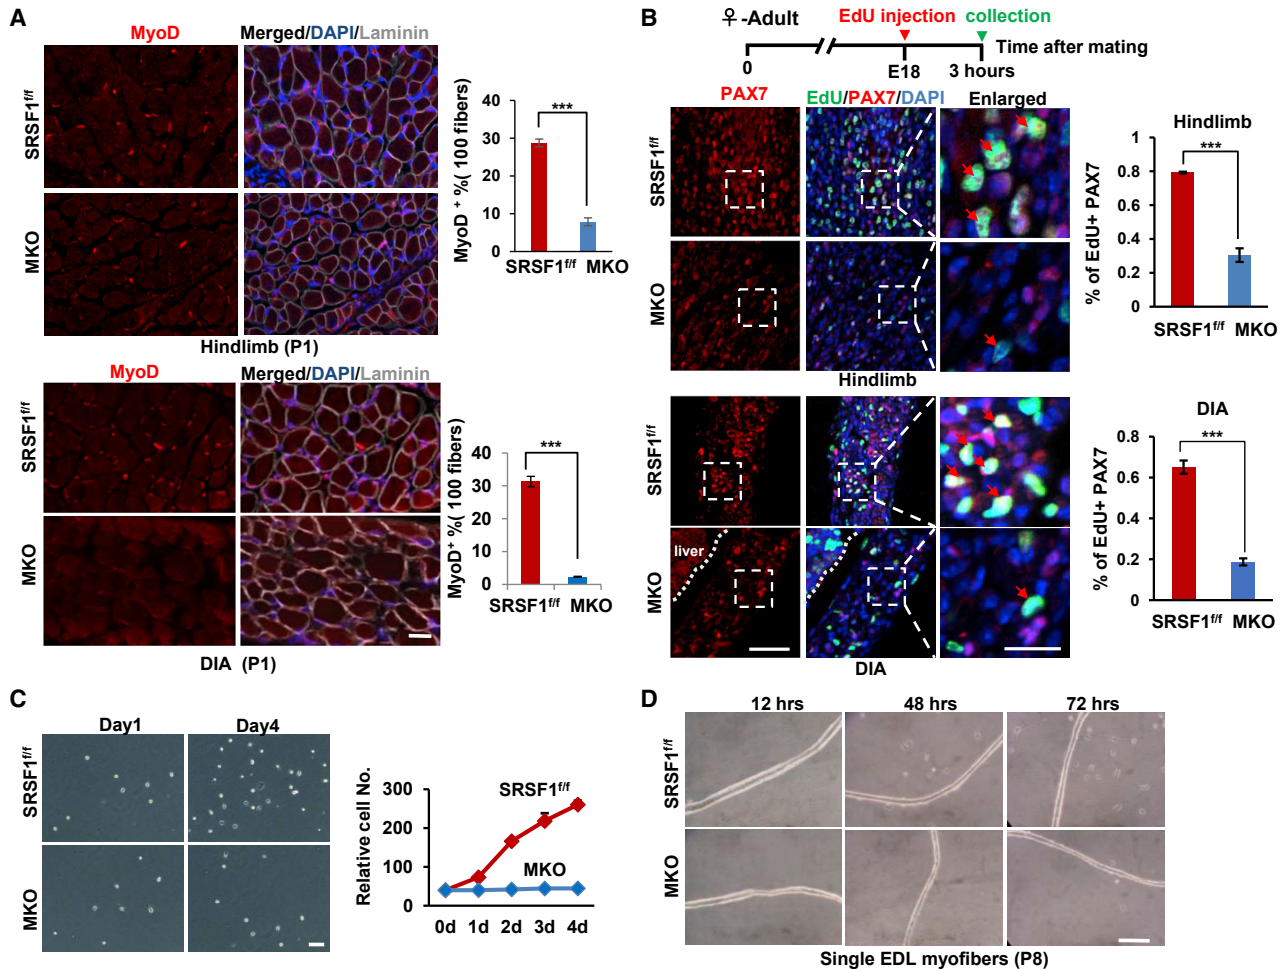 A
MyoD
Merged/DAPI/Laminin
SRSF1f/f
MKO
Hindlimb (P1)
MyoD + %( 100 fibers)
40
30
20
10
0
***
SRSF1f/f MKO
MyoD
Merged/DAPI/Laminin
SRSF1f/f
MKO
DIA (P1)
MyoD+ %( 100 fibers)
40
30
20
10
0
***
SRSF1f/f MKO
B
♀-Adult
EdU injection
collection
0
E18
3 hours
Time after mating
PAX7
EdU/PAX7/DAPI
Enlarged
SRSF1f/f
MKO
Hindlimb
Hindlimb
% of EdU+ PAX7
1
0.8
0.6
0.4
0.2
0
***
SRSF1f/f MKO
SRSF1f/f
MKO
liver
DIA
DIA
% of EdU+ PAX7
0.8
0.6
0.4
0.2
0
***
SRSF1f/f MKO
C
Day1
Day4
SRSF1f/f
MKO
Relative cell No.
300
200
100
0
SRSF1f/f
MKO
0d 1d 2d 3d 4d
D
12 hrs
48 hrs
72 hrs
SRSF1f/f
MKO
Single EDL myofibers (P8)